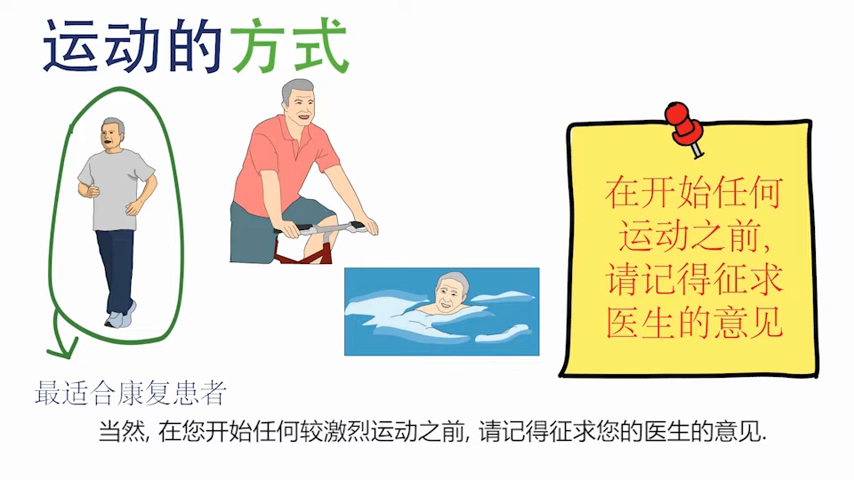 运动的方式
在开始任何
运动之前,
请记得征求
医生的意见
最适合康复患者
当然, 在您开始任何较激烈运动之前, 请记得征求您的医生的意见.